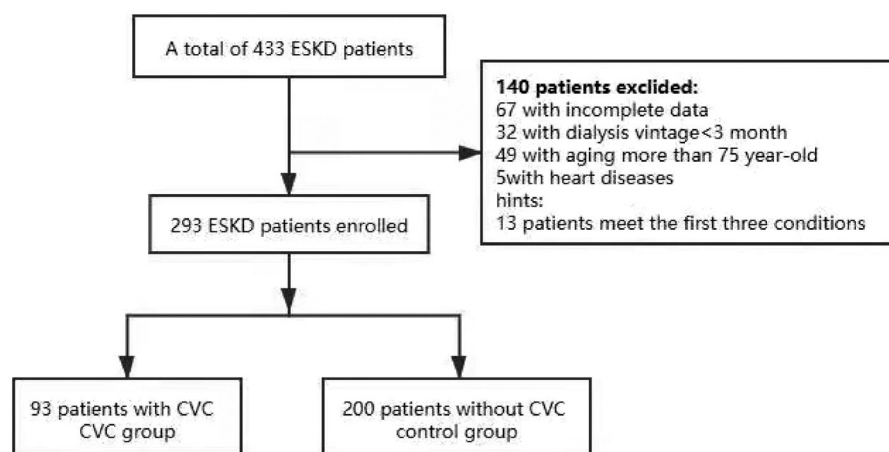 A total of 433 ESKD patients
140 patients exclided:
67 with incomplete data
32 with dialysis vintage<3 month
49 with aging more than 75 year-old
5with heart diseases
hints:
13 patients meet the first three conditions
293 ESKD patients enrolled
93 patients with CVC
CVC group
200 patients without CVC
control group